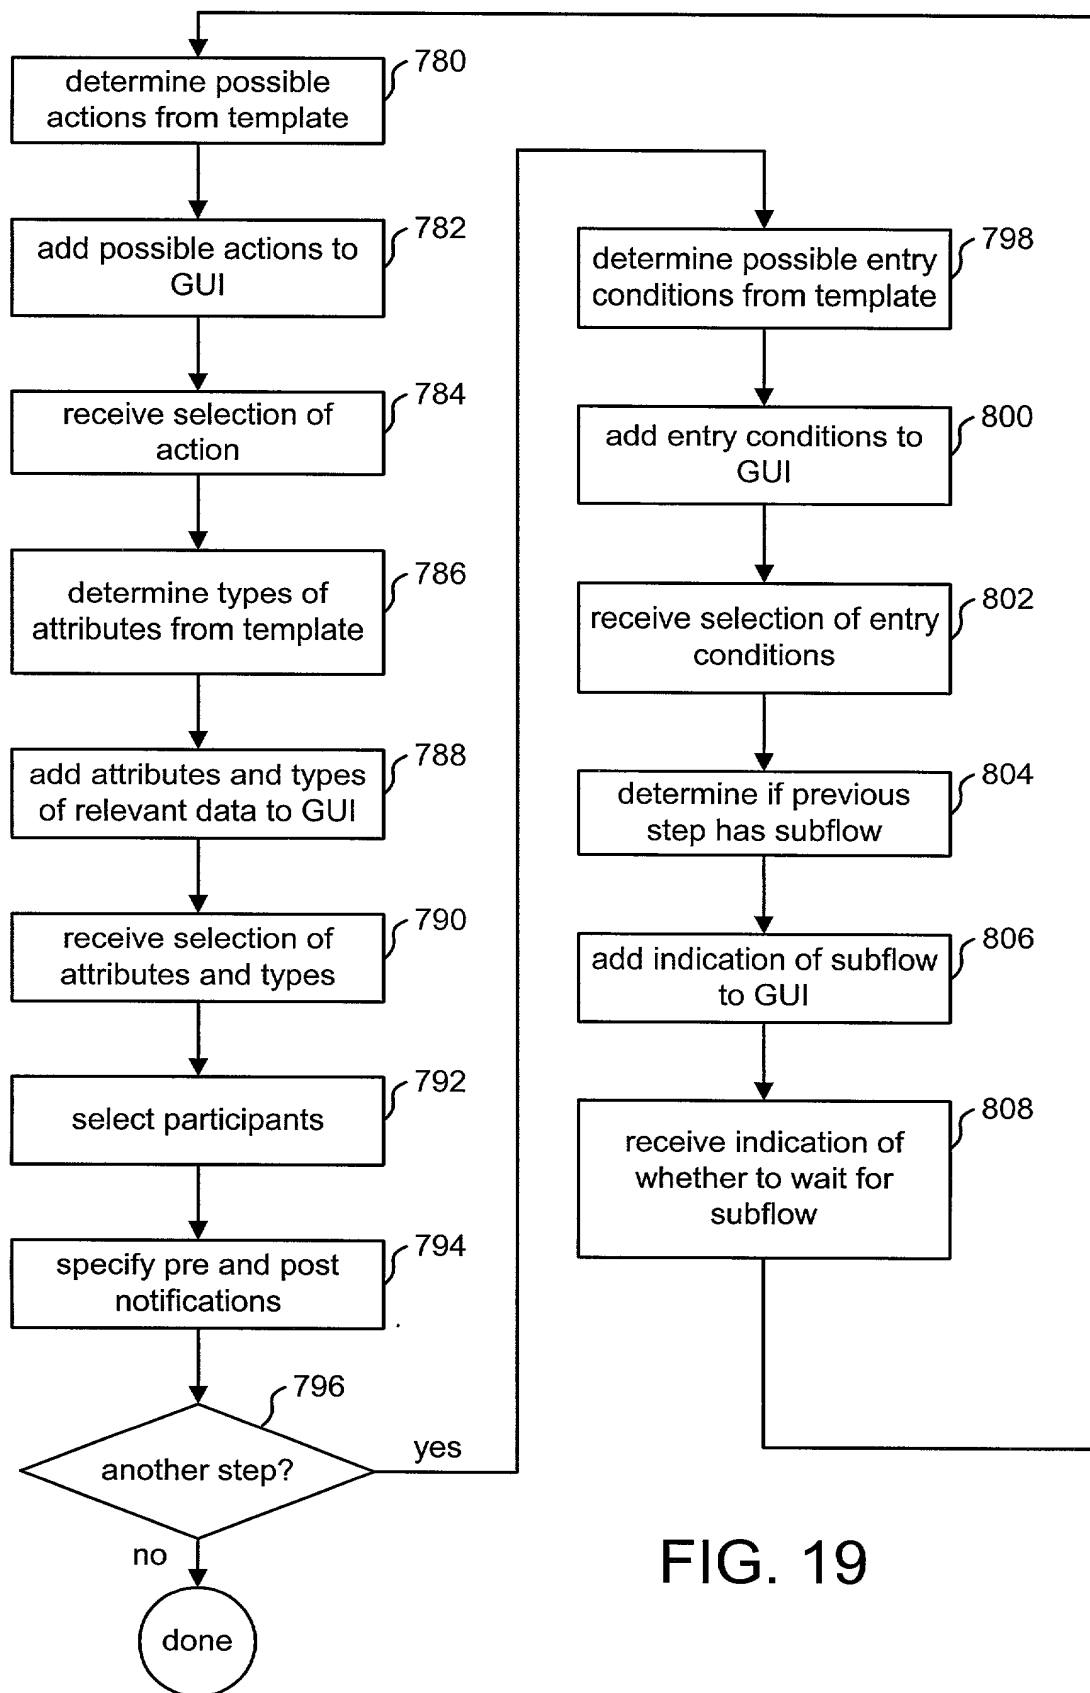 780
determine possible
actions from template
782
add possible actions to
GUI
784
receive selection of
action
786
determine types of
attributes from template
788
add attributes and types
of relevant data to GUI
790
receive selection of
attributes and types
792
select participants
794
specify pre and post
notifications
796
another step?
yes
no
done
798
determine possible entry
conditions from template
800
add entry conditions to
GUI
802
receive selection of entry
conditions
804
determine if previous
step has subflow
806
add indication of subflow
to GUI
808
receive indication of
whether to wait for
subflow
FIG. 19